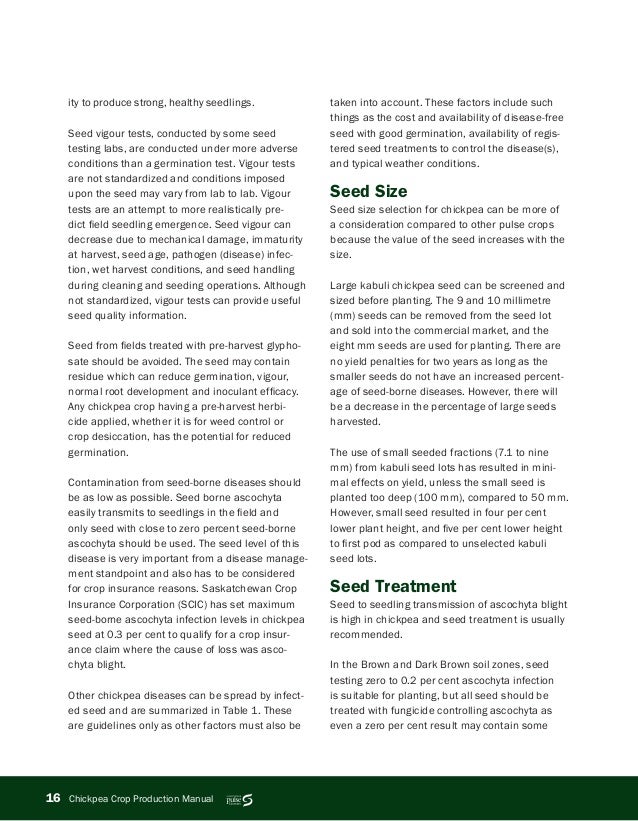 ity to produce strong, healthy seedlings.
Seed vigour tests, conducted by some seed
testing labs, are conducted under more adverse
conditions than a germination test. Vigour tests
are not standardized and conditions imposed
upon the seed may vary from lab to lab. Vigour
tests are an attempt to more realistically pre-
dict field seedling emergence. Seed vigour can
decrease due to mechanical damage, immaturity
at harvest, seed age, pathogen (disease) infec-
tion, wet harvest conditions, and seed handling
during cleaning and seeding operations. Although
not standardized, vigour tests can provide useful
seed quality information.
Seed from fields treated with pre-harvest glypho-
sate should be avoided. The seed may contain
residue which can reduce germination, vigour,
normal root development and inoculant efficacy.
Any chickpea crop having a pre-harvest herbi-
cide applied, whether it is for weed control or
crop desiccation, has the potential for reduced
germination.
Contamination from seed-borne diseases should
be as low as possible. Seed borne ascochyta
easily transmits to seedlings in the field and
only seed with close to zero percent seed-borne
ascochyta should be used. The seed level of this
disease is very important from a disease manage-
ment standpoint and also has to be considered
for crop insurance reasons. Saskatchewan Crop
Insurance Corporation (SCIC) has set maximum
seed-borne ascochyta infection levels in chickpea
seed at 0.3 per cent to qualify for a crop insur-
ance claim where the cause of loss was asco-
chyta blight.
Other chickpea diseases can be spread by infect-
ed seed and are summarized in Table 1. These
are guidelines only as other factors must also be
taken into account. These factors include such
things as the cost and availability of disease-free
seed with good germination, availability of regis-
tered seed treatments to control the disease(s),
and typical weather conditions.
Seed Size
Seed size selection for chickpea can be more of
a consideration compared to other pulse crops
because the value of the seed increases with the
size.
Large kabuli chickpea seed can be screened and
sized before planting. The 9 and 10 millimetre
(mm) seeds can be removed from the seed lot
and sold into the commercial market, and the
eight mm seeds are used for planting. There are
no yield penalties for two years as long as the
smaller seeds do not have an increased percent-
age of seed-borne diseases. However, there will
be a decrease in the percentage of large seeds
harvested.
The use of small seeded fractions (7.1 to nine
mm) from kabuli seed lots has resulted in mini-
mal effects on yield, unless the small seed is
planted too deep (100 mm), compared to 50 mm.
However, small seed resulted in four per cent
lower plant height, and five per cent lower height
to first pod as compared to unselected kabuli
seed lots.
Seed Treatment
Seed to seedling transmission of ascochyta blight
is high in chickpea and seed treatment is usually
recommended.
In the Brown and Dark Brown soil zones, seed
testing zero to 0.2 per cent ascochyta infection
is suitable for planting, but all seed should be
treated with fungicide controlling ascochyta as
even a zero per cent result may contain some
16 Chickpea Crop Production Manual
pulse